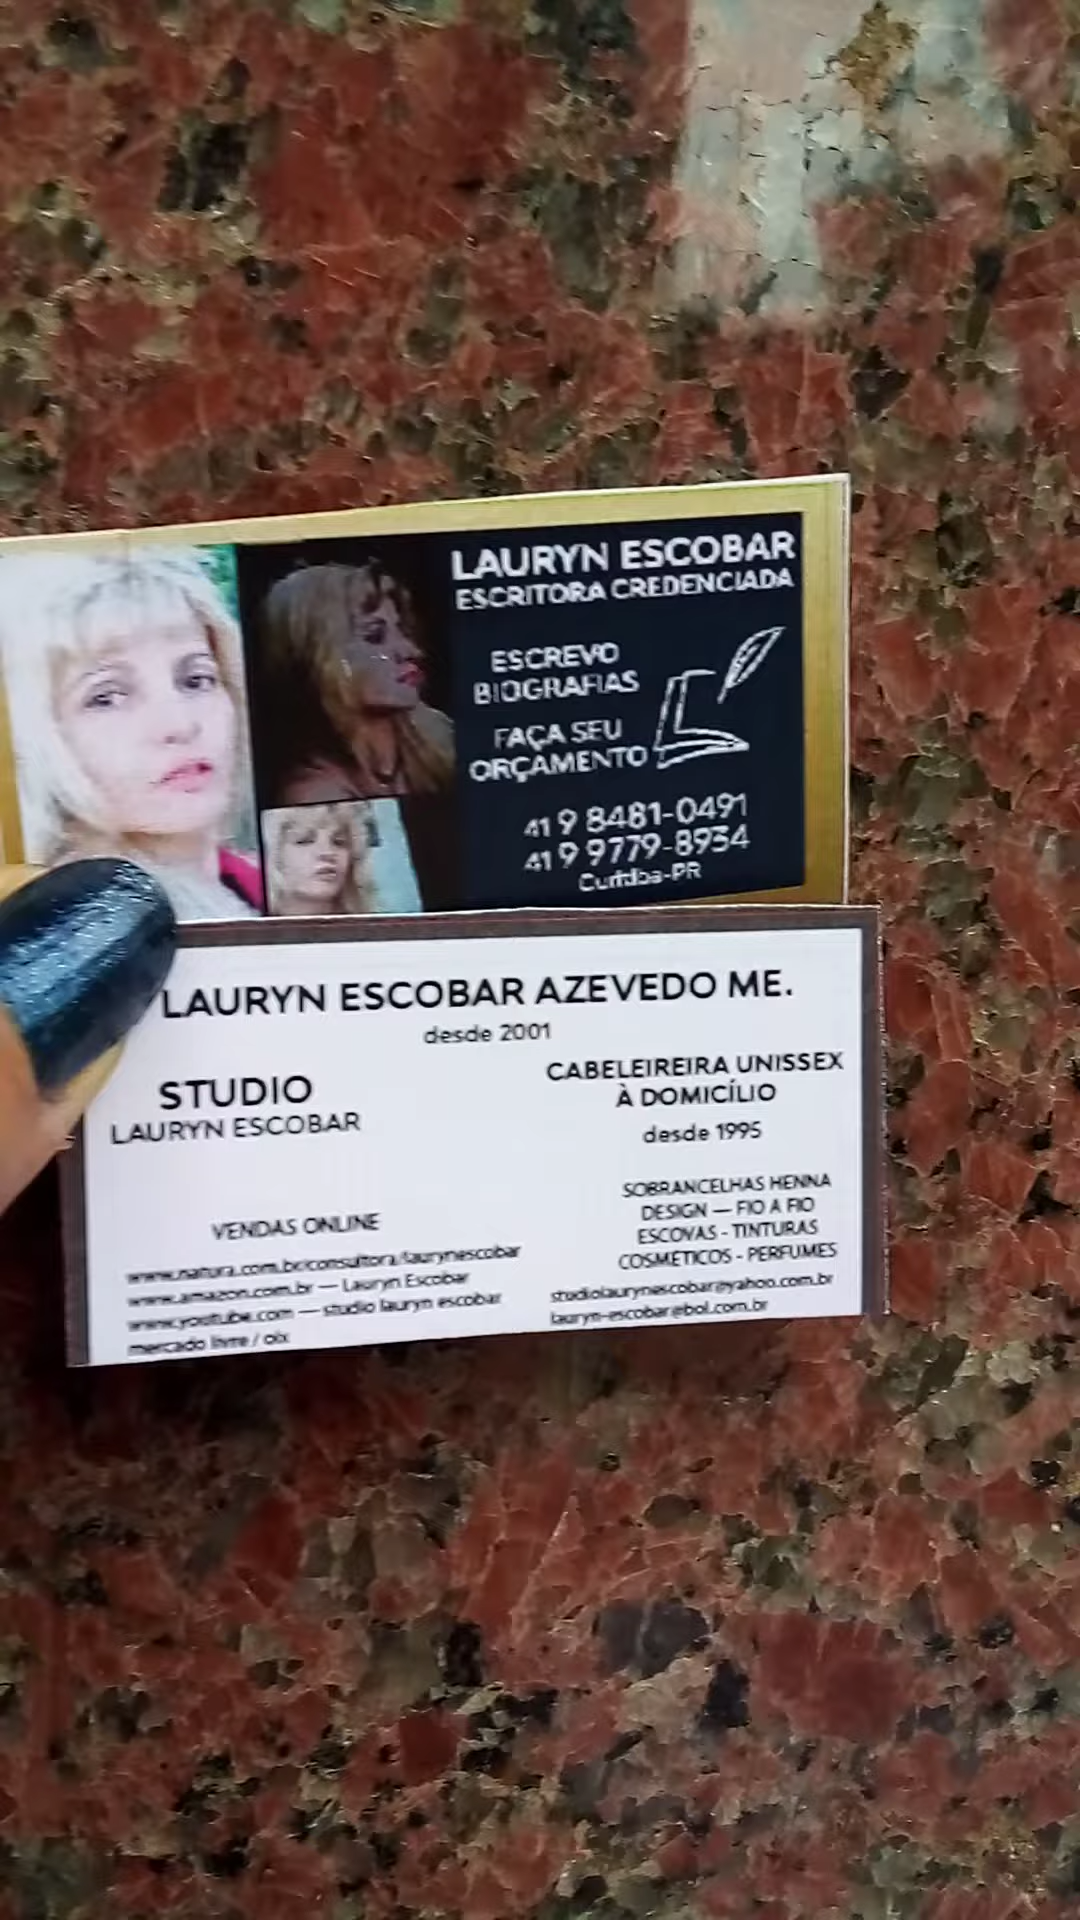 LAURYN ESCOBAR
ESCRITORA CREDENCIADA
ESCREVO
BIOGRAFIAS
FAÇA SEU
ORÇAMENTO
41 9 8481-0491
41 9 9779-8934
Curitiba-PR
LAURYN ESCOBAR AZEVEDO ME.
desde 2001
STUDIO
LAURYN ESCOBAR
CABELEIREIRA UNISSEX
À DOMICÍLIO
desde 1995
VENDAS ONLINE
www.natura.com.br/consultora/laurynescobar
www.amazon.com.br — Lauryn Escobar
www.youtube.com — studio lauryn escobar
mercado livre / olx
SOBRANCELHAS HENNA
DESIGN — FIO A FIO
ESCOVAS - TINTURAS
COSMÉTICOS - PERFUMES
studiolaurynescobar@yahoo.com.br
lauryn-escobar@bol.com.br